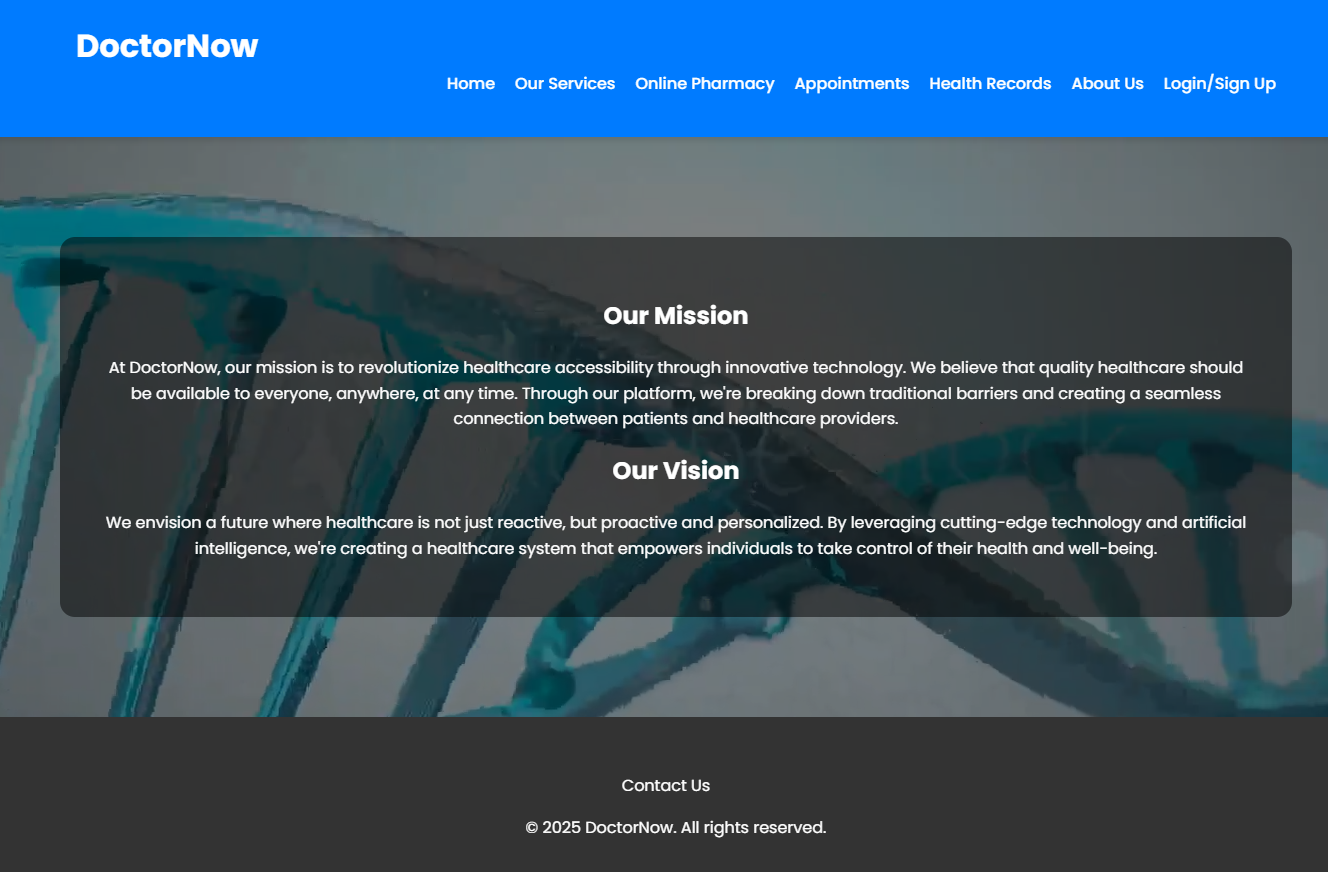 DoctorNow
Home Our Services Online Pharmacy Appointments Health Records About Us Login/Sign Up
Our Mission
At DoctorNow, our mission is to revolutionize healthcare accessibility through innovative technology. We believe that quality healthcare should
be available to everyone, anywhere, at any time. Through our platform, we're breaking down traditional barriers and creating a seamless
connection between patients and healthcare providers.
Our Vision
We envision a future where healthcare is not just reactive, but proactive and personalized. By leveraging cutting-edge technology and artificial
intelligence, we're creating a healthcare system that empowers individuals to take control of their health and well-being.
Contact Us
© 2025 DoctorNow. All rights reserved.